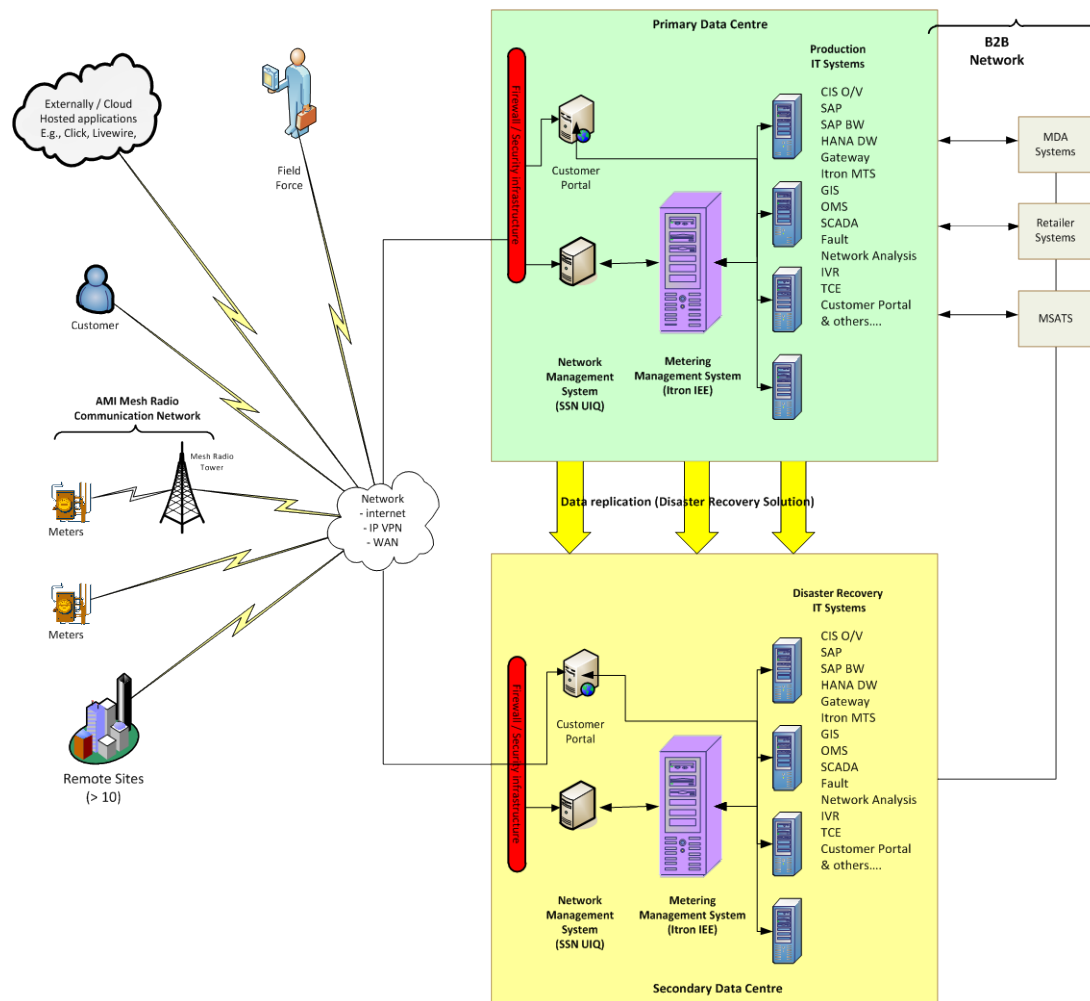 Primary Data Centre
B2B
Network
Externally / Cloud
Hosted applications
E.g., Click, Livewire,
Field
Force
Customer
AMI Mesh Radio
Communication Network
Mesh Radio
Tower
Meters
Meters
Remote Sites
(> 10)
Network
- internet
- IP VPN
- WAN
Firewall / Security infrastructure
Customer
Portal
Network
Management
System
(SSN UIQ)
Metering
Management System
(Itron IEE)
Production
IT Systems
CIS O/V
SAP
SAP BW
HANA DW
Gateway
Itron MTS
GIS
OMS
SCADA
Fault
Network Analysis
IVR
TCE
Customer Portal
& others....
MDA
Systems
Retailer
Systems
MSATS
Data replication (Disaster Recovery Solution)
Firewall / Security infrastructure
Customer
Portal
Network
Management
System
(SSN UIQ)
Metering
Management System
(Itron IEE)
Disaster Recovery
IT Systems
CIS O/V
SAP
SAP BW
HANA DW
Gateway
Itron MTS
GIS
OMS
SCADA
Fault
Network Analysis
IVR
TCE
Customer Portal
& others....
Secondary Data Centre